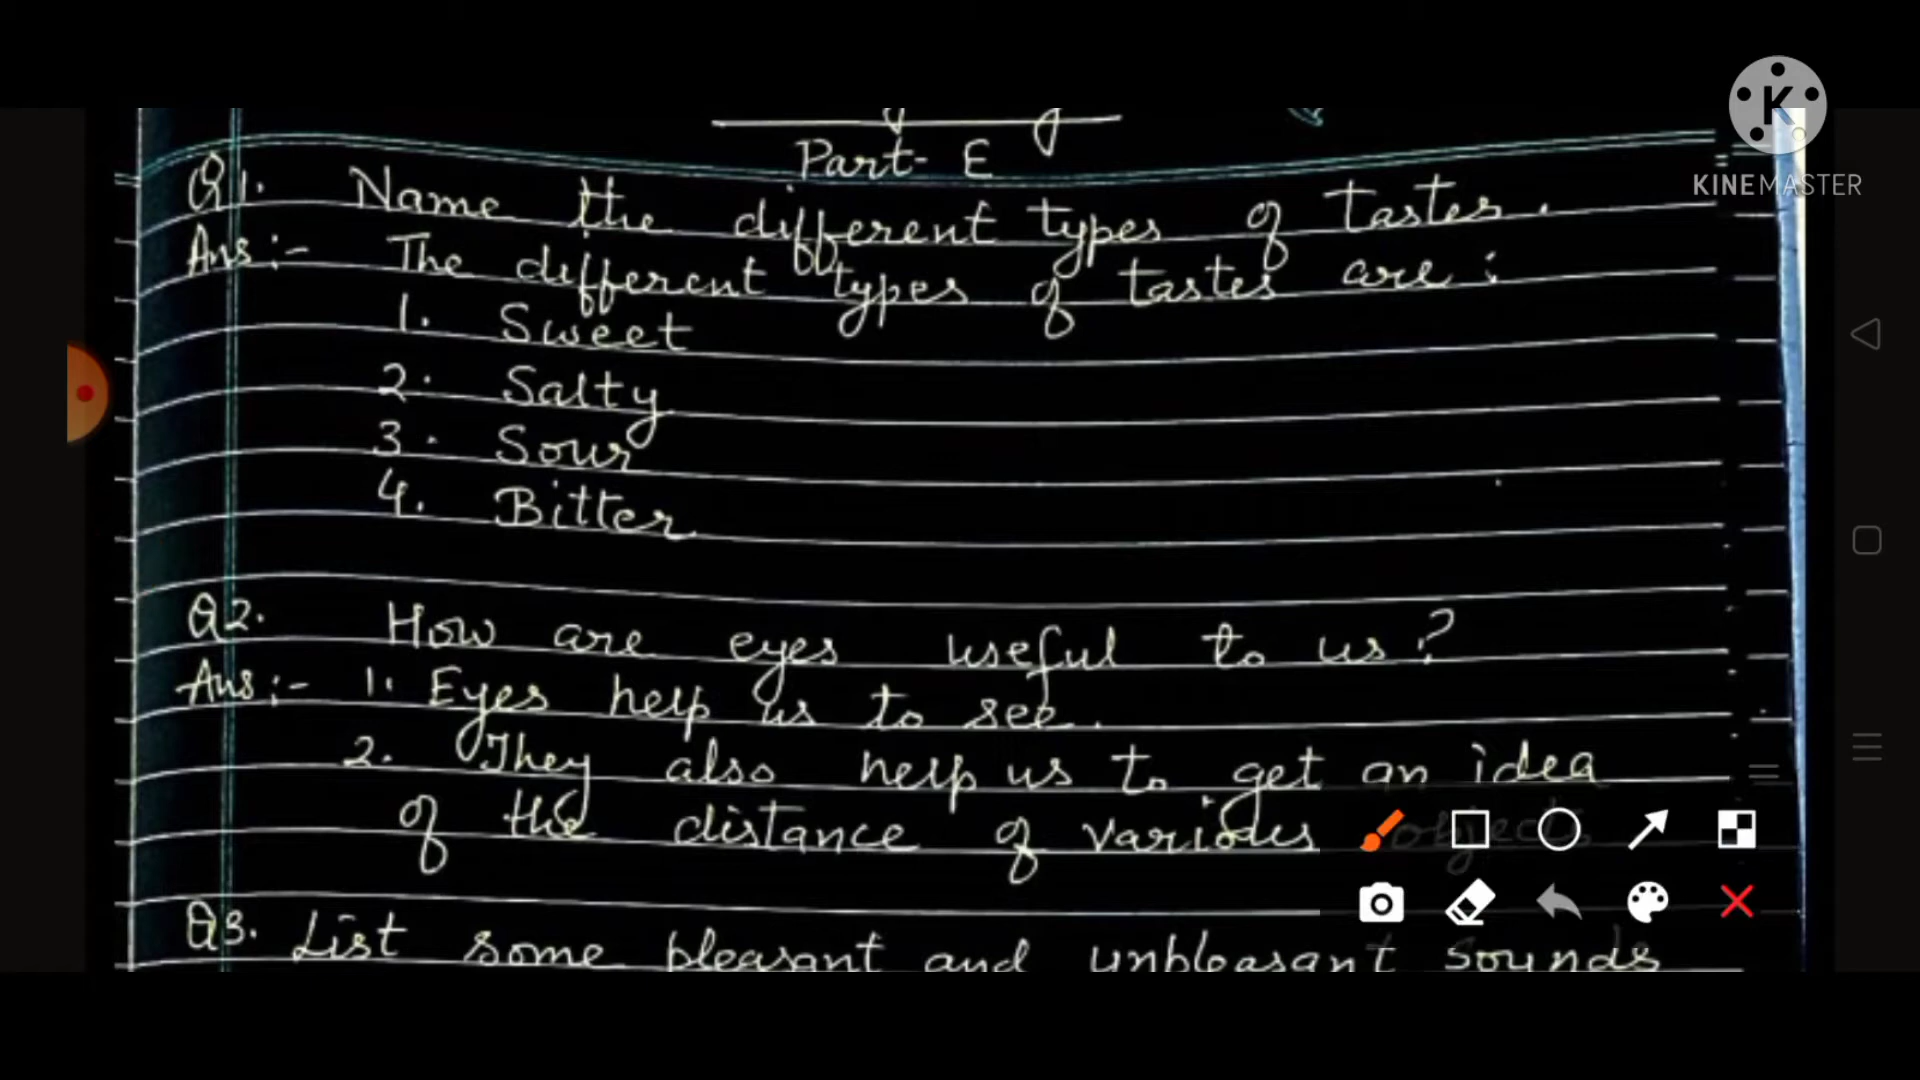 KINEMASTER
Part- E
Q1. Name the different types of tastes.
Ans:- The different types of tastes are:
1. Sweet
2. Salty
3. Sour
4. Bitter
Q2. How are eyes useful to us?
Ans:- 1. Eyes help us to see.
2. They also help us to get an idea
of the distance of various objects
Q3. List some pleasant and unpleasant sounds